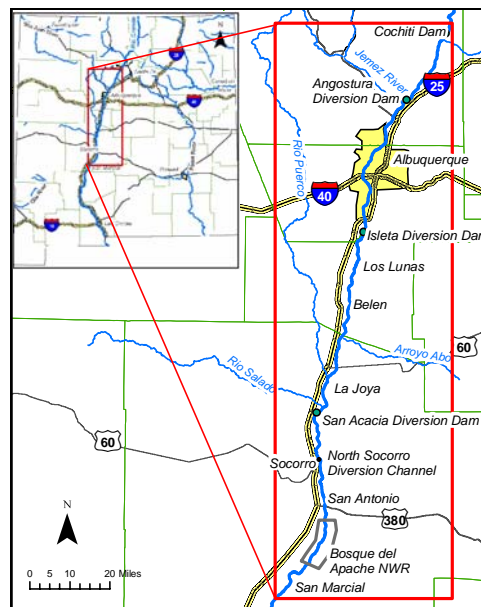 Cochiti Dam
Jemez River
25
Angostura
Diversion Dam
Rio Puerco
Albuquerque
40
Isleta Diversion Dam
Los Lunas
Belen
60
Arroyo Abo
Rio Salado
La Joya
San Acacia Diversion Dam
60
Socorro
North Socorro
Diversion Channel
San Antonio
380
N
Bosque del
Apache NWR
0 10 20 Miles
San Marcial